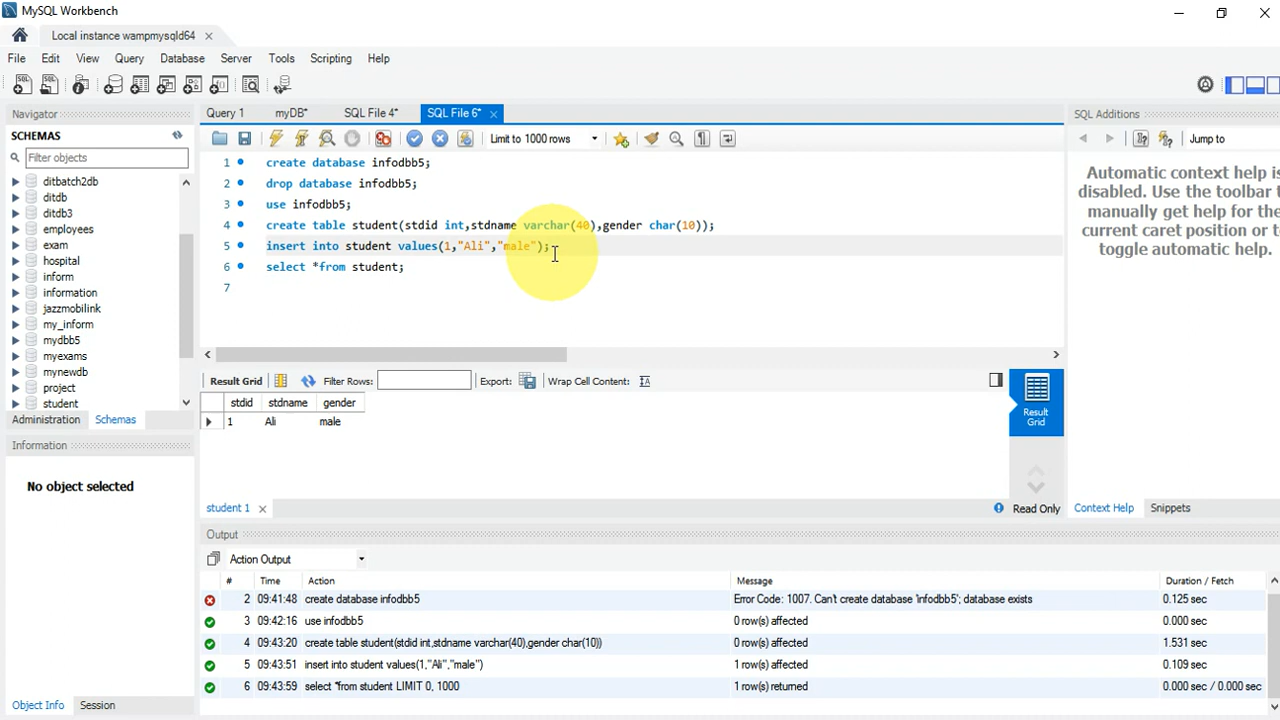 MySQL Workbench
Local instance wampmysqld64
File Edit View Query Database Server Tools Scripting Help
Navigator
SCHEMAS
Filter objects
ditbatch2db
ditdb
ditdb3
employees
exam
hospital
inform
information
jazzmobilink
my_inform
mydbb5
myexams
mynewdb
project
student
Administration Schemas
Information
No object selected
Object Info Session
Query 1 myDB* SQL File 4* SQL File 6*
Limit to 1000 rows
1 create database infodbb5;
2 drop database infodbb5;
3 use infodbb5;
4 create table student(stdid int,stdname varchar(40),gender char(10));
5 insert into student values(1,"Ali","male");
6 select *from student;
7
Result Grid Filter Rows: Export: Wrap Cell Content:
stdid stdname gender
1 Ali male
Result
Grid
student 1 Read Only
SQL Additions
Jump to
Automatic context help is
disabled. Use the toolbar t
manually get help for the
current caret position or to
toggle automatic help.
Context Help Snippets
Output
Action Output
# Time Action Message Duration / Fetch
2 09:41:48 create database infodbb5 Error Code: 1007. Can't create database 'infodbb5'; database exists 0.125 sec
3 09:42:16 use infodbb5 0 row(s) affected 0.000 sec
4 09:43:20 create table student(stdid int,stdname varchar(40),gender char(10)) 0 row(s) affected 1.531 sec
5 09:43:51 insert into student values(1,"Ali","male") 1 row(s) affected 0.109 sec
6 09:43:59 select *from student LIMIT 0, 1000 1 row(s) returned 0.000 sec / 0.000 sec